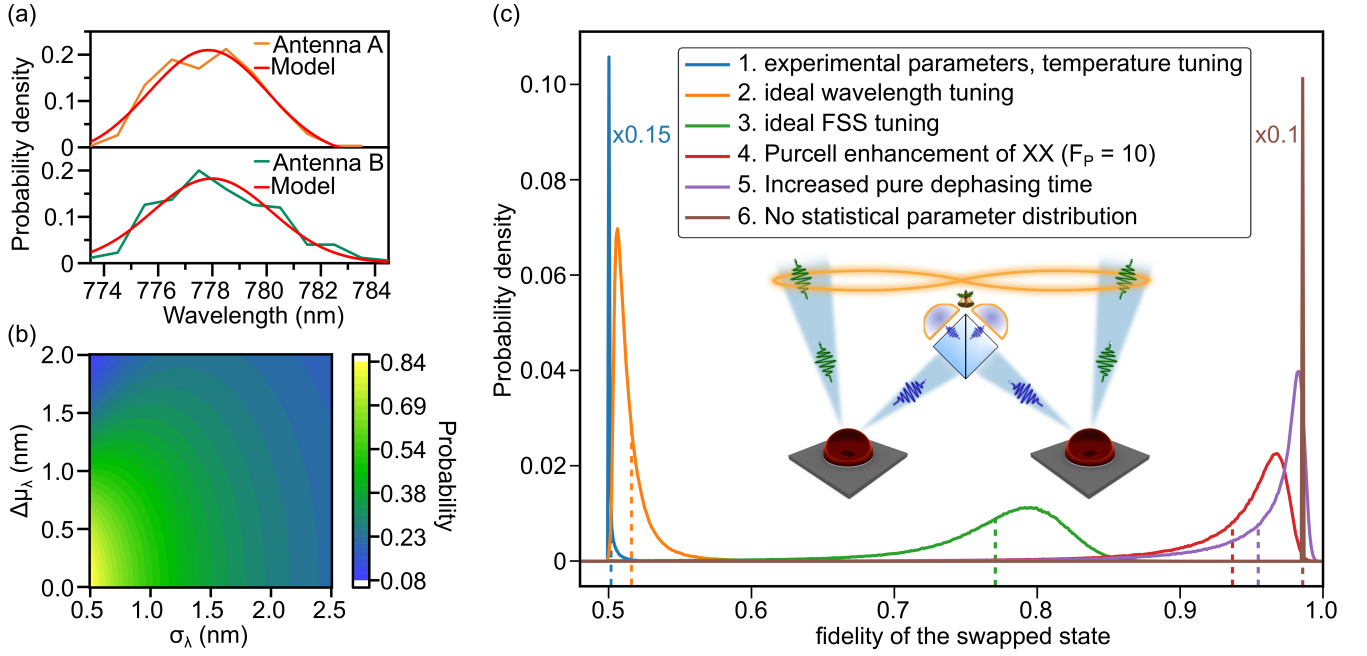 (a)
Probability density
0.2
0.1
0
Antenna A
Model
0.2
0.1
0
Antenna B
Model
774 776 778 780 782 784
Wavelength (nm)
(b)
Δμλ (nm)
2.0
1.5
1.0
0.5
0.0
0.5 1.0 1.5 2.0 2.5
σλ (nm)
0.84
0.69
0.54
0.38
0.23
0.08
Probability
(c)
Probability density
0.10
0.08
0.06
0.04
0.02
0
x0.15
1. experimental parameters, temperature tuning
2. ideal wavelength tuning
3. ideal FSS tuning
4. Purcell enhancement of XX (FP = 10)
5. Increased pure dephasing time
6. No statistical parameter distribution
x0.1
0.5 0.6 0.7 0.8 0.9 1.0
fidelity of the swapped state